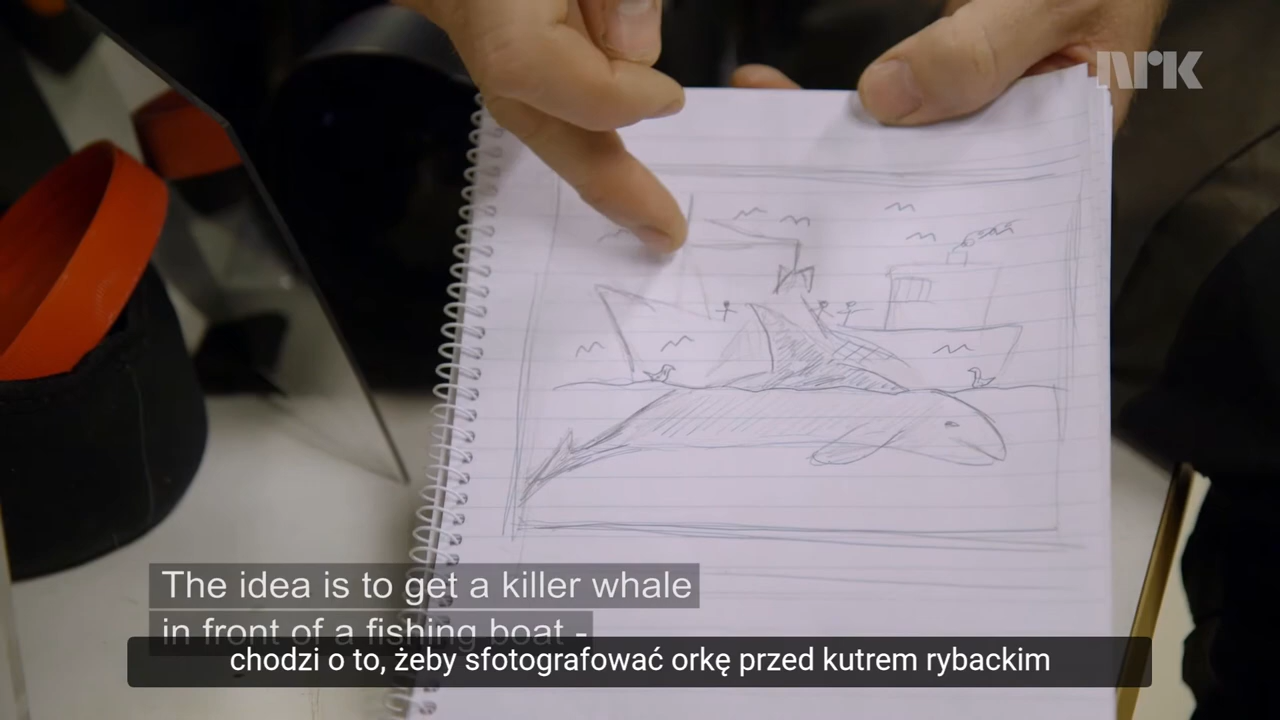 nrk
The idea is to get a killer whale
in front of a fishing boat -
chodzi o to, żeby sfotografować orkę przed kutrem rybackim